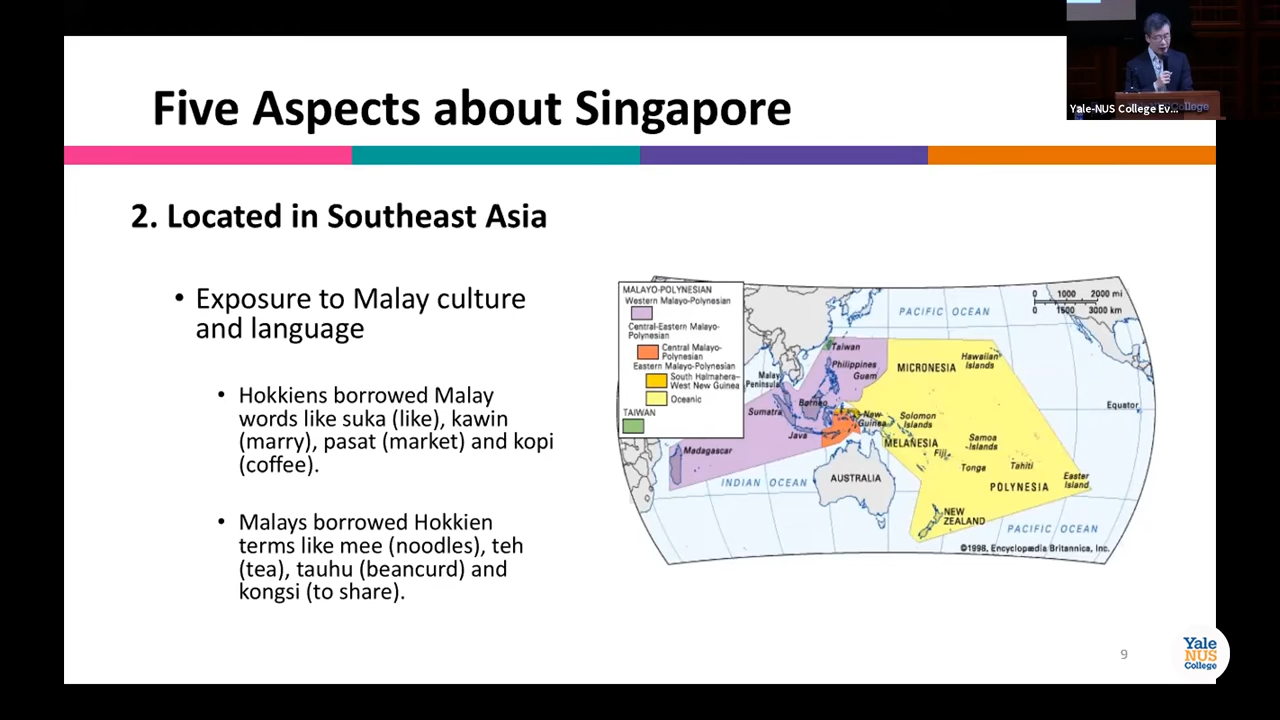 Five Aspects about Singapore
College
Yale-NUS College Ev...
2. Located in Southeast Asia
• Exposure to Malay culture
and language
• Hokkiens borrowed Malay
words like suka (like), kawin
(marry), pasat (market) and kopi
(coffee).
• Malays borrowed Hokkien
terms like mee (noodles), teh
(tea), tauhu (beancurd) and
kongsi (to share).
MALAYO-POLYNESIAN
Western Malayo-Polynesian
Central-Eastern Malayo-
Polynesian
Central Malayo-
Polynesian
Eastern Malayo-Polynesian
South Halmahera–
West New Guinea
Oceanic
TAIWAN
0 1000 2000 mi
0 1500 3000 km
PACIFIC OCEAN
Taiwan
Philippines
Guam
MICRONESIA
Hawaiian
Islands
Malay
Peninsula
Borneo
Sumatra
Java
New
Guinea
Solomon
Islands
Equator
MELANESIA
Fiji
Samoa
Islands
Tonga
Tahiti
Easter
Island
POLYNESIA
Madagascar
INDIAN OCEAN
AUSTRALIA
NEW
ZEALAND
PACIFIC OCEAN
©1998, Encyclopædia Britannica, Inc.
9
Yale
NUS
College